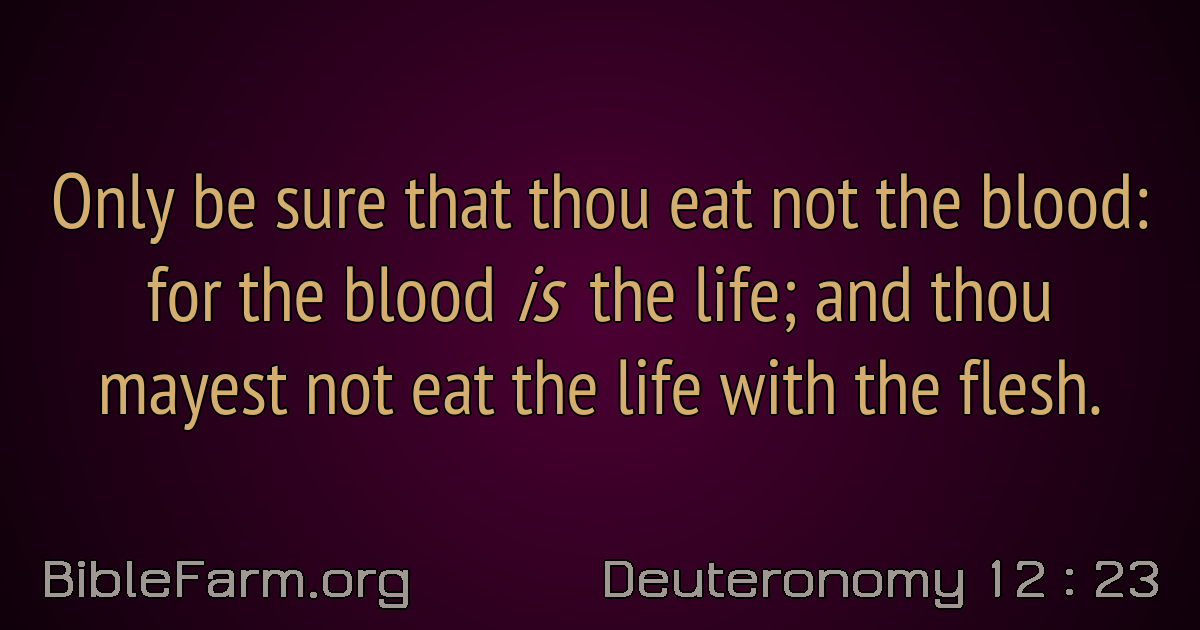 Only be sure that thou eat not the blood:
for the blood is the life; and thou
mayest not eat the life with the flesh.
BibleFarm.org
Deuteronomy 12 : 23